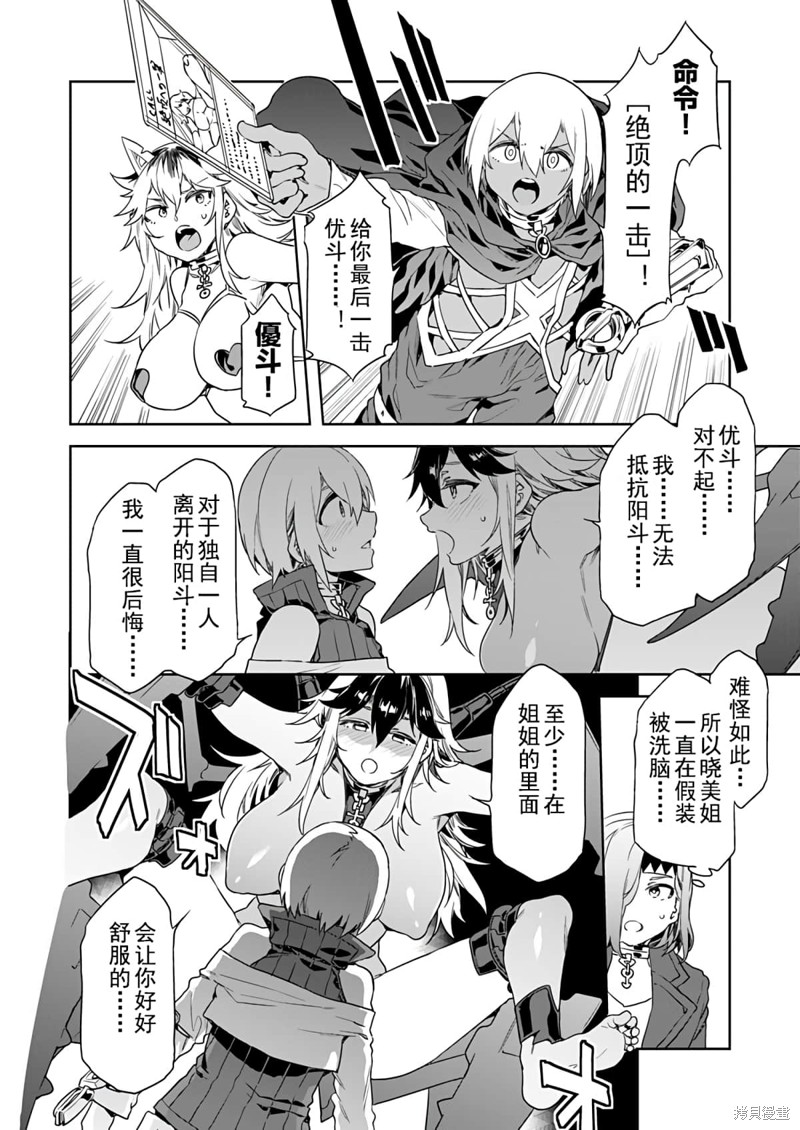 命令！
[绝顶的一击]！
给你最后一击
优斗……！
優斗！
优斗……
对不起……
我……无法
抵抗阳斗……
对于独自一人
离开的阳斗……
我一直很后悔……
难怪如此…
所以晓美姐
一直在假装
被洗脑……
至少……在
姐姐的里面
会让你好好
舒服的……
拷贝漫畫